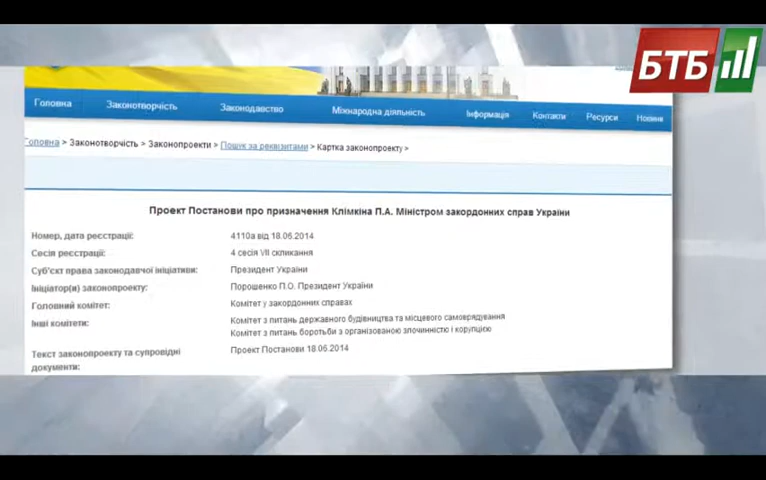 БТБ
Головна Законотворчість Законодавство Міжнародна діяльність Інформація Контакти Ресурси Новини
Головна > Законотворчість > Законопроекти > Пошук за реквізитами > Картка законопроекту >
Проект Постанови про призначення Клімкіна П.А. Міністром закордонних справ України
Номер, дата реєстрації: 4110а від 18.06.2014
Сесія реєстрації: 4 сесія VII скликання
Суб'єкт права законодавчої ініціативи: Президент України
Ініціатор(и) законопроекту: Порошенко П.О. Президент України
Головний комітет: Комітет у закордонних справах
Інші комітети: Комітет з питань державного будівництва та місцевого самоврядування
Комітет з питань боротьби з організованою злочинністю і корупцією
Текст законопроекту та супровідні Проект Постанови 18.06.2014
документи: